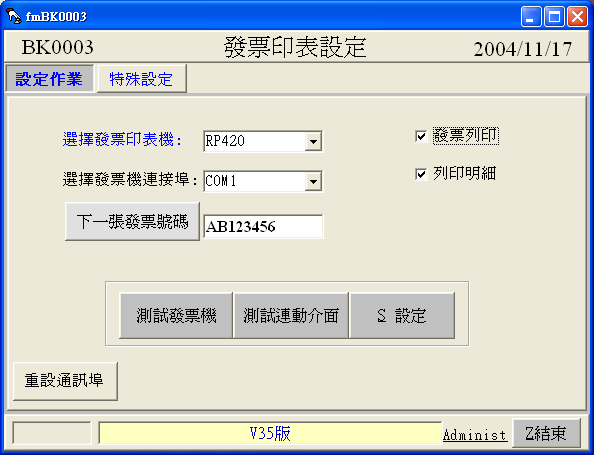 fmBK0003
BK0003 發票印表設定 2004/11/17
設定作業 特殊設定
選擇發票印表機: RP420 發票列印
選擇發票機連接埠: COM1 列印明細
下一張發票號碼 AB123456
測試發票機 測試連動介面 S 設定
重設通訊埠
V35版 Administ Z結束